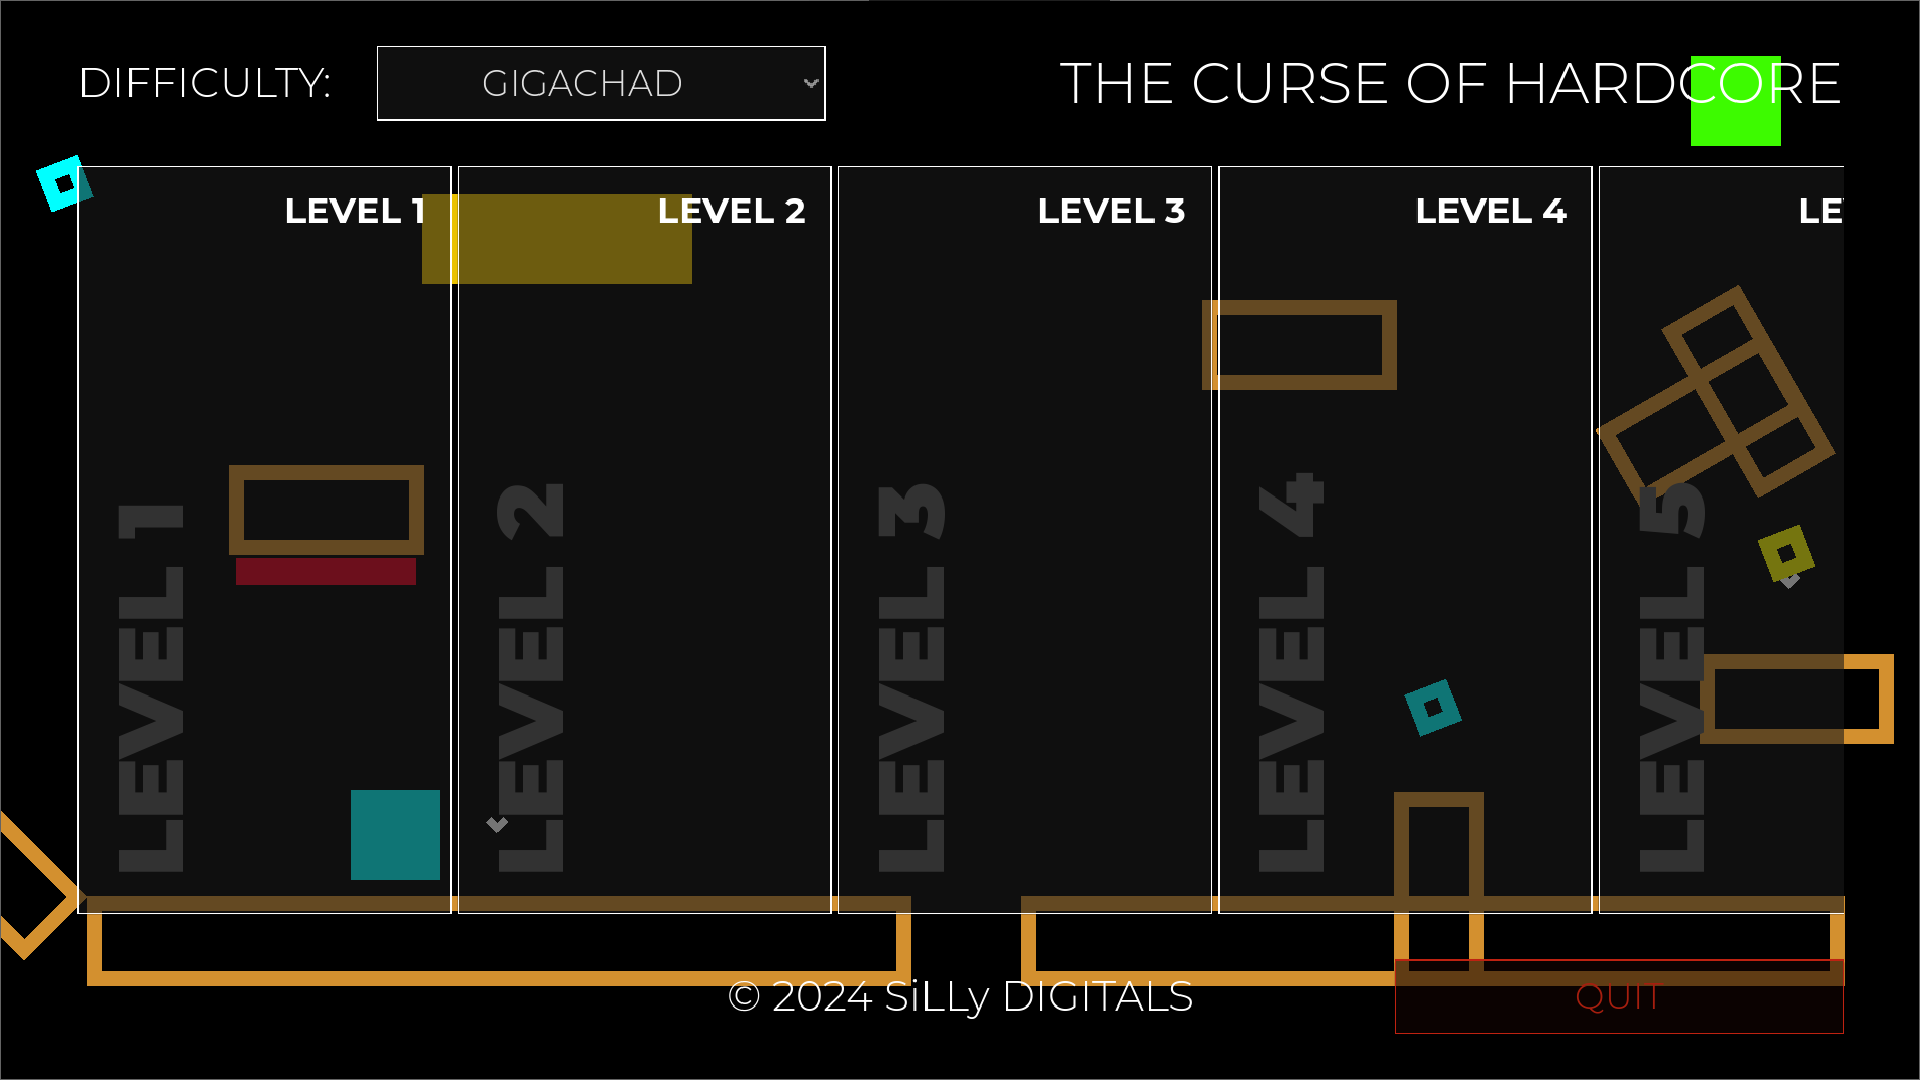 DIFFICULTY:
GIGACHAD
THE CURSE OF HARDCORE
LEVEL 1
LEVEL 2
LEVEL 3
LEVEL 4
LE
LEVEL 1
LEVEL 2
LEVEL 3
LEVEL 4
LEVEL 5
© 2024 SiLLy DIGITALS
QUIT